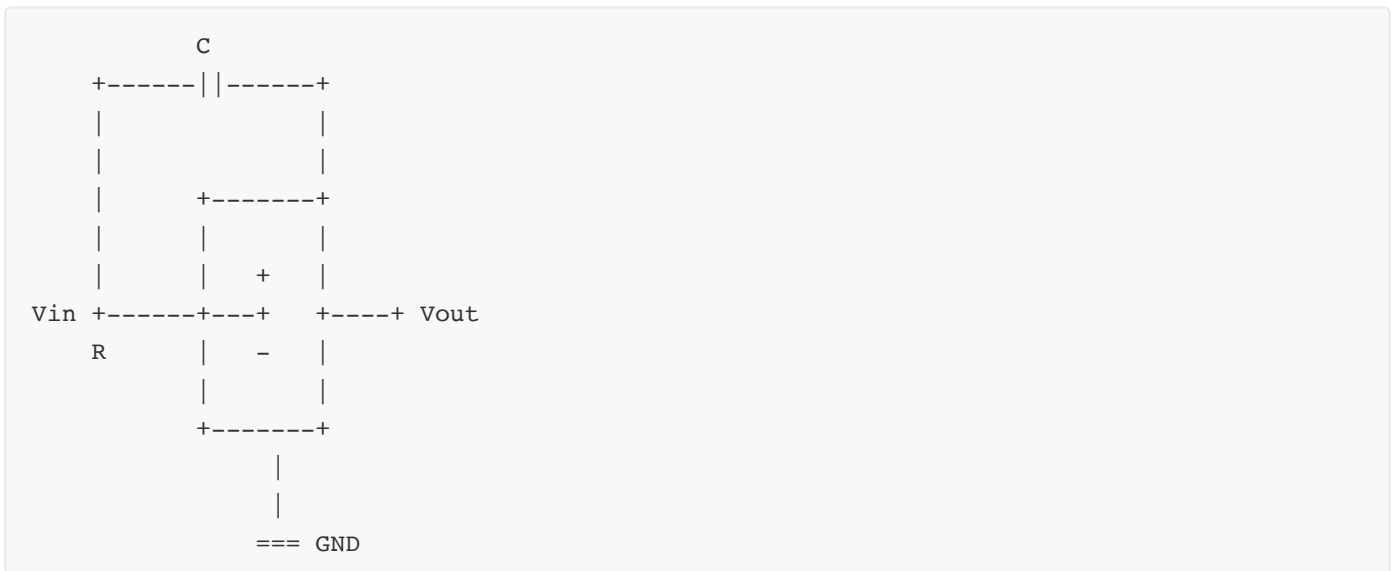 C
    +------||------+
    |              |
    |              |
    |      +-------+
    |      |       |
    |      |   +   |
Vin +------+---+   +----+ Vout
    R      |   -   |
           |       |
           +-------+
                |
                |
               === GND